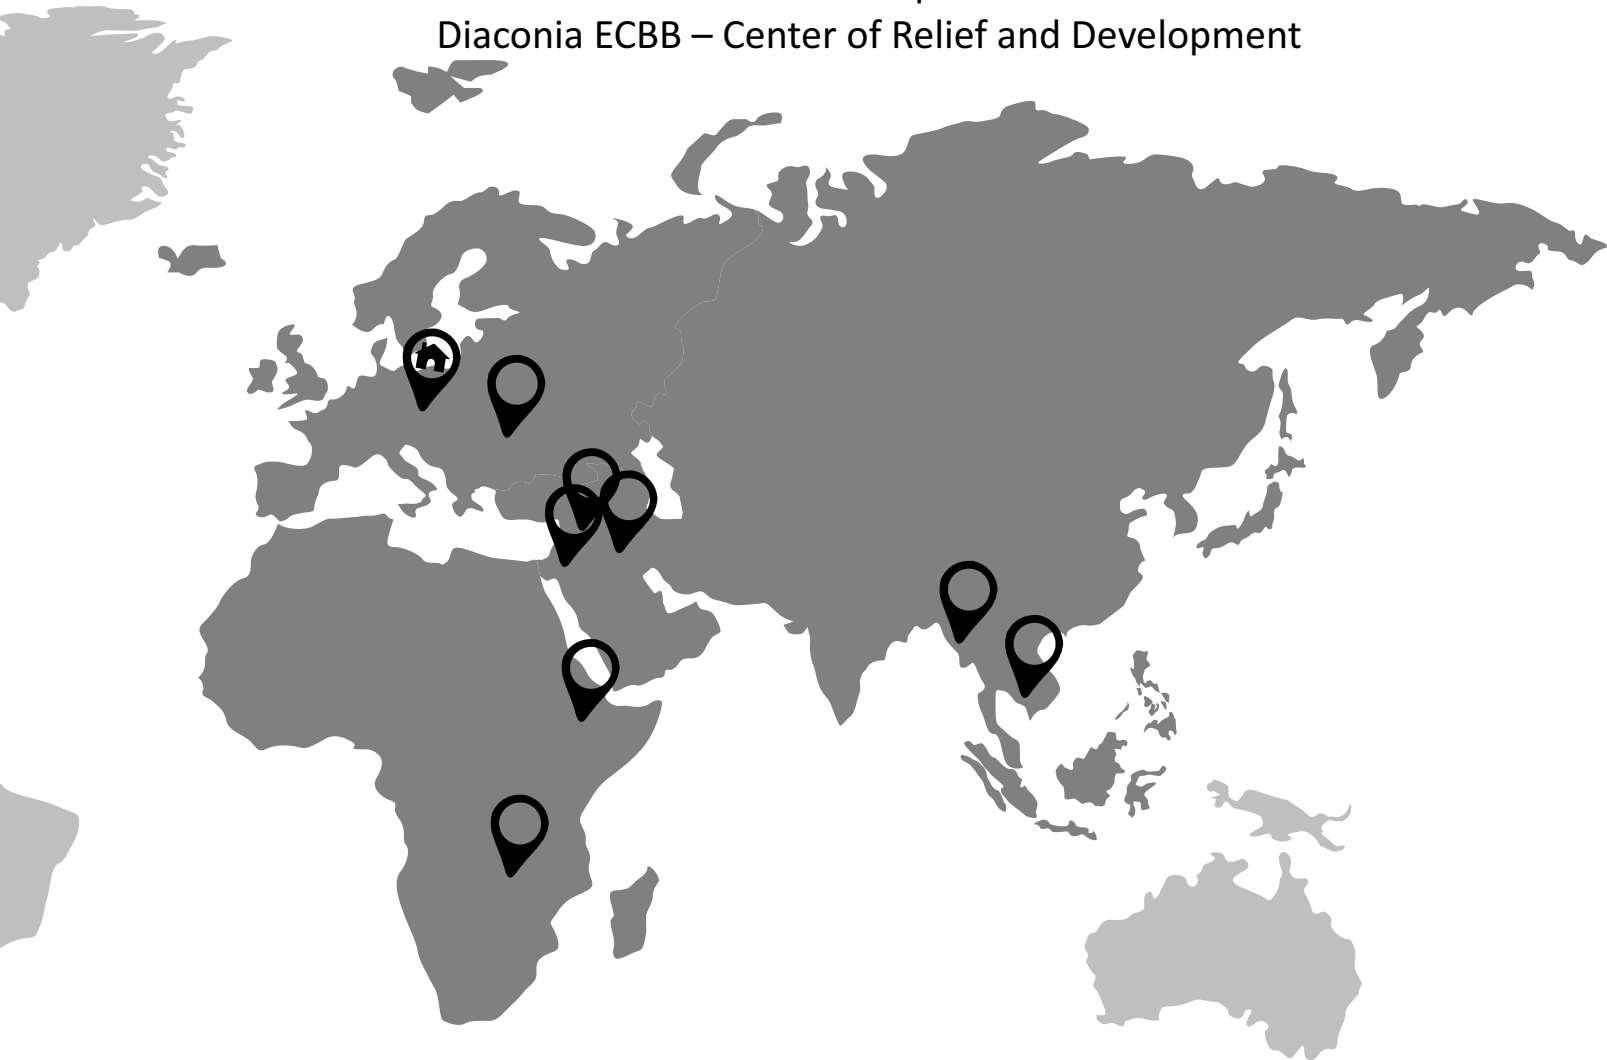 Diaconia ECBB – Center of Relief and Development